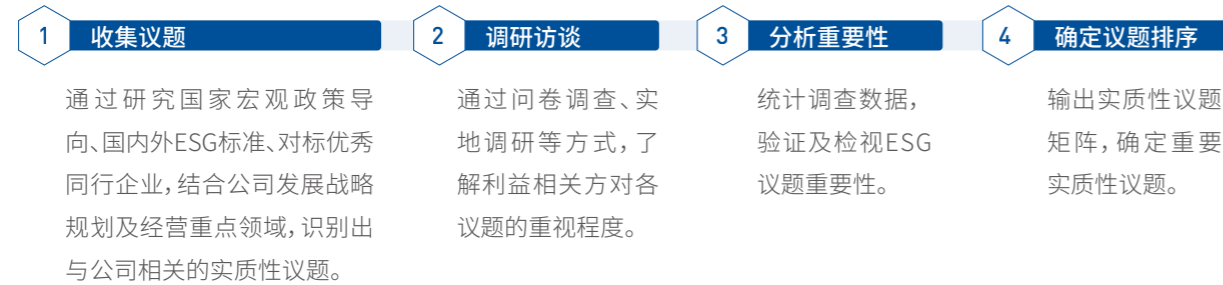 1 收集议题
通过研究国家宏观政策导
向、国内外ESG标准、对标优秀
同行企业，结合公司发展战略
规划及经营重点领域，识别出
与公司相关的实质性议题。
2 调研访谈
通过问卷调查、实
地调研等方式，了
解利益相关方对各
议题的重视程度。
3 分析重要性
统计调查数据，
验证及检视ESG
议题重要性。
4 确定议题排序
输出实质性议题
矩阵，确定重要
实质性议题。